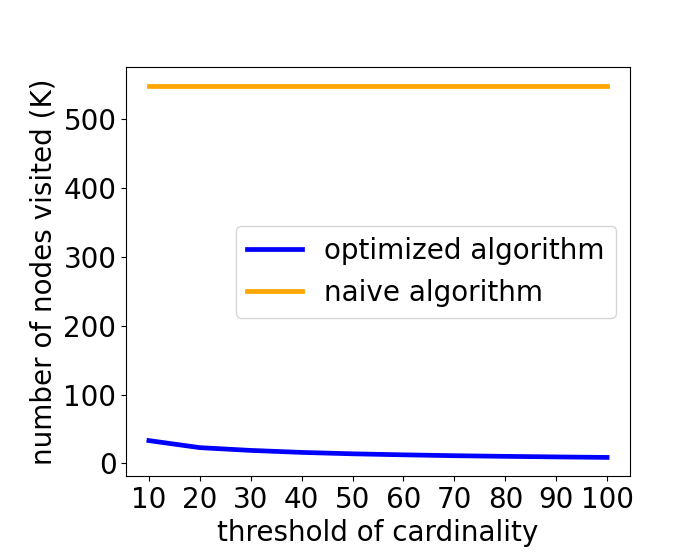 number of nodes visited (K)
500
400
300
200
100
0
optimized algorithm
naive algorithm
10 20 30 40 50 60 70 80 90 100
threshold of cardinality